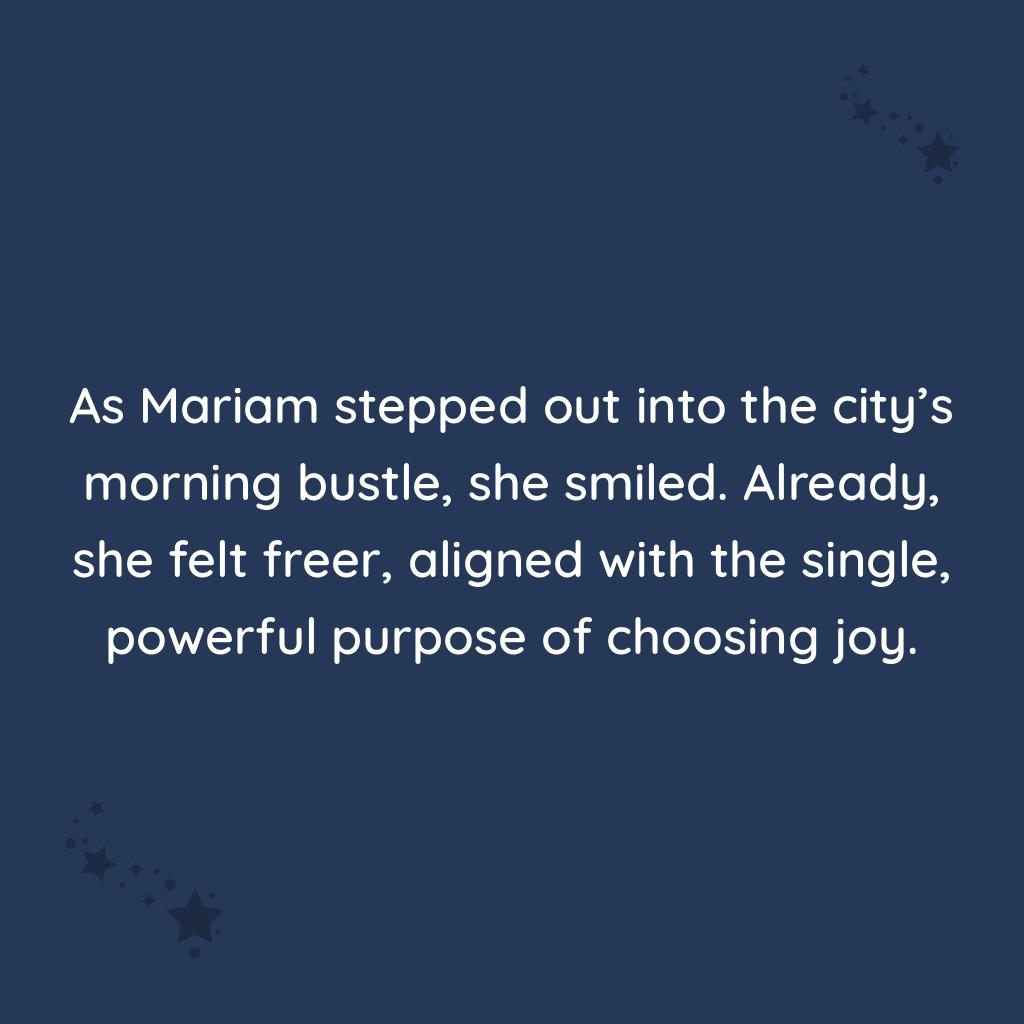 As Mariam stepped out into the city’s
morning bustle, she smiled. Already,
she felt freer, aligned with the single,
powerful purpose of choosing joy.